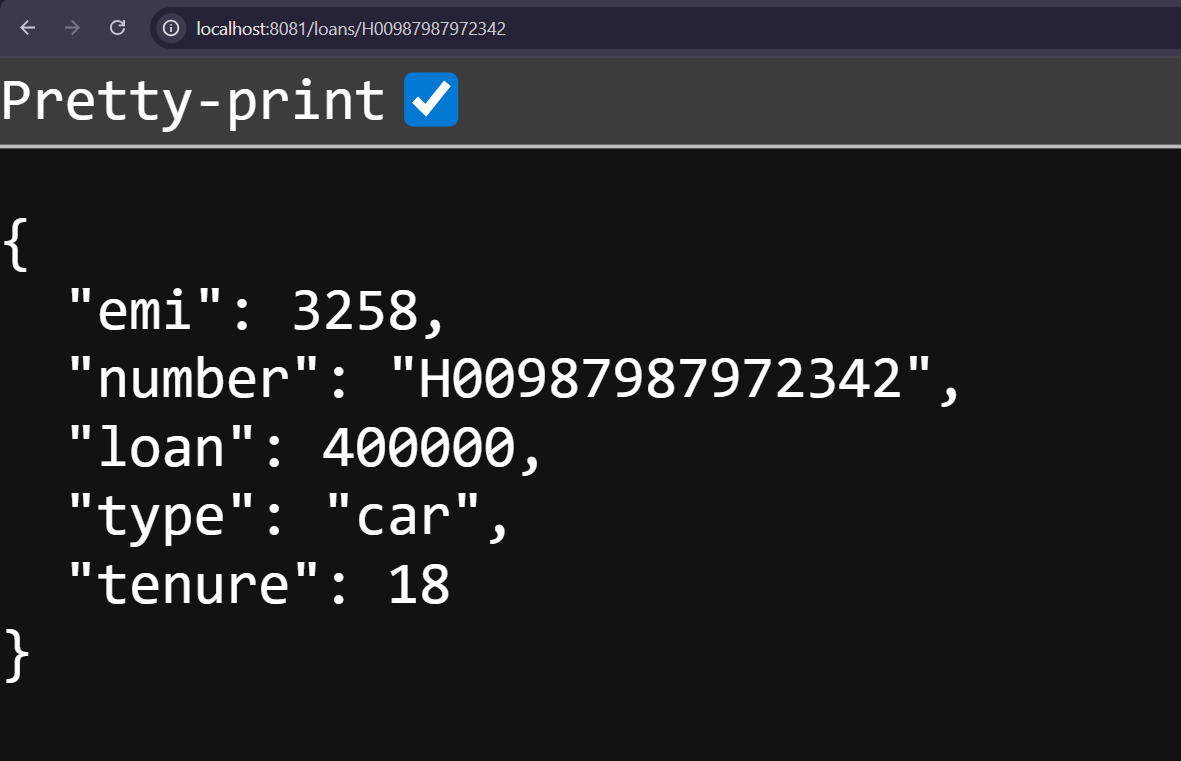 localhost:8081/loans/H00987987972342
Pretty-print
{
  "emi": 3258,
  "number": "H00987987972342",
  "loan": 400000,
  "type": "car",
  "tenure": 18
}